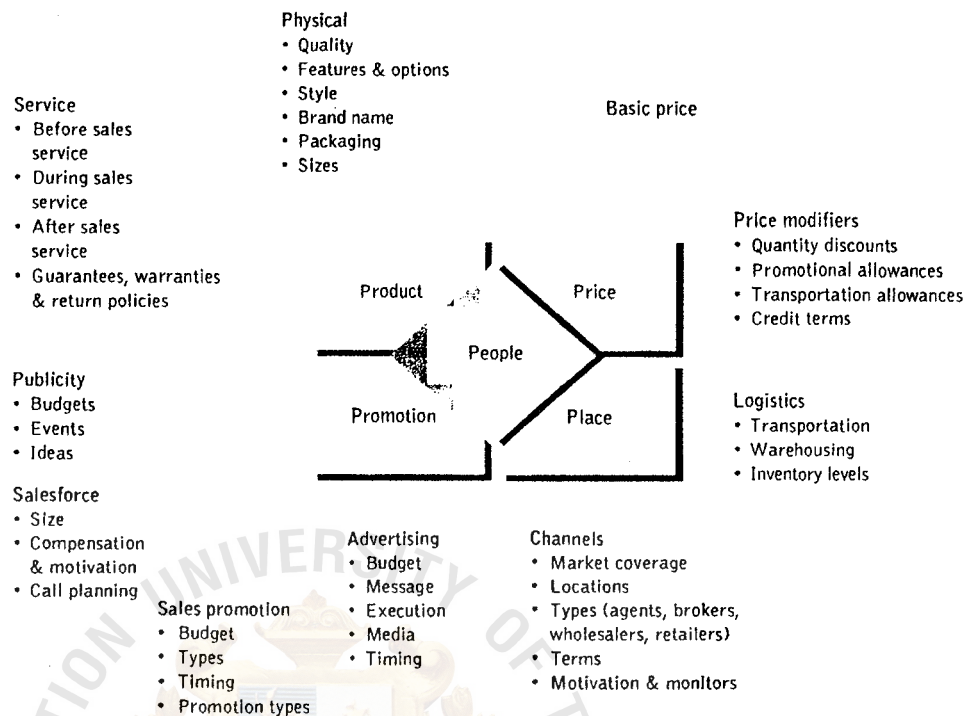 Physical
• Quality
• Features & options
• Style
• Brand name
• Packaging
• Sizes
Basic price
Service
• Before sales
service
• During sales
service
• After sales
service
• Guarantees, warranties
& return policies
Price modifiers
• Quantity discounts
• Promotional allowances
• Transportation allowances
• Credit terms
Product
Price
People
Promotion
Place
Publicity
• Budgets
• Events
• Ideas
Logistics
• Transportation
• Warehousing
• Inventory levels
Salesforce
• Size
• Compensation
& motivation
• Call planning
Sales promotion
• Budget
• Types
• Timing
• Promotion types
Advertising
• Budget
• Message
• Execution
• Media
• Timing
Channels
• Market coverage
• Locations
• Types (agents, brokers,
wholesalers, retailers)
• Terms
• Motivation & monitors
UNIVERSITY OF